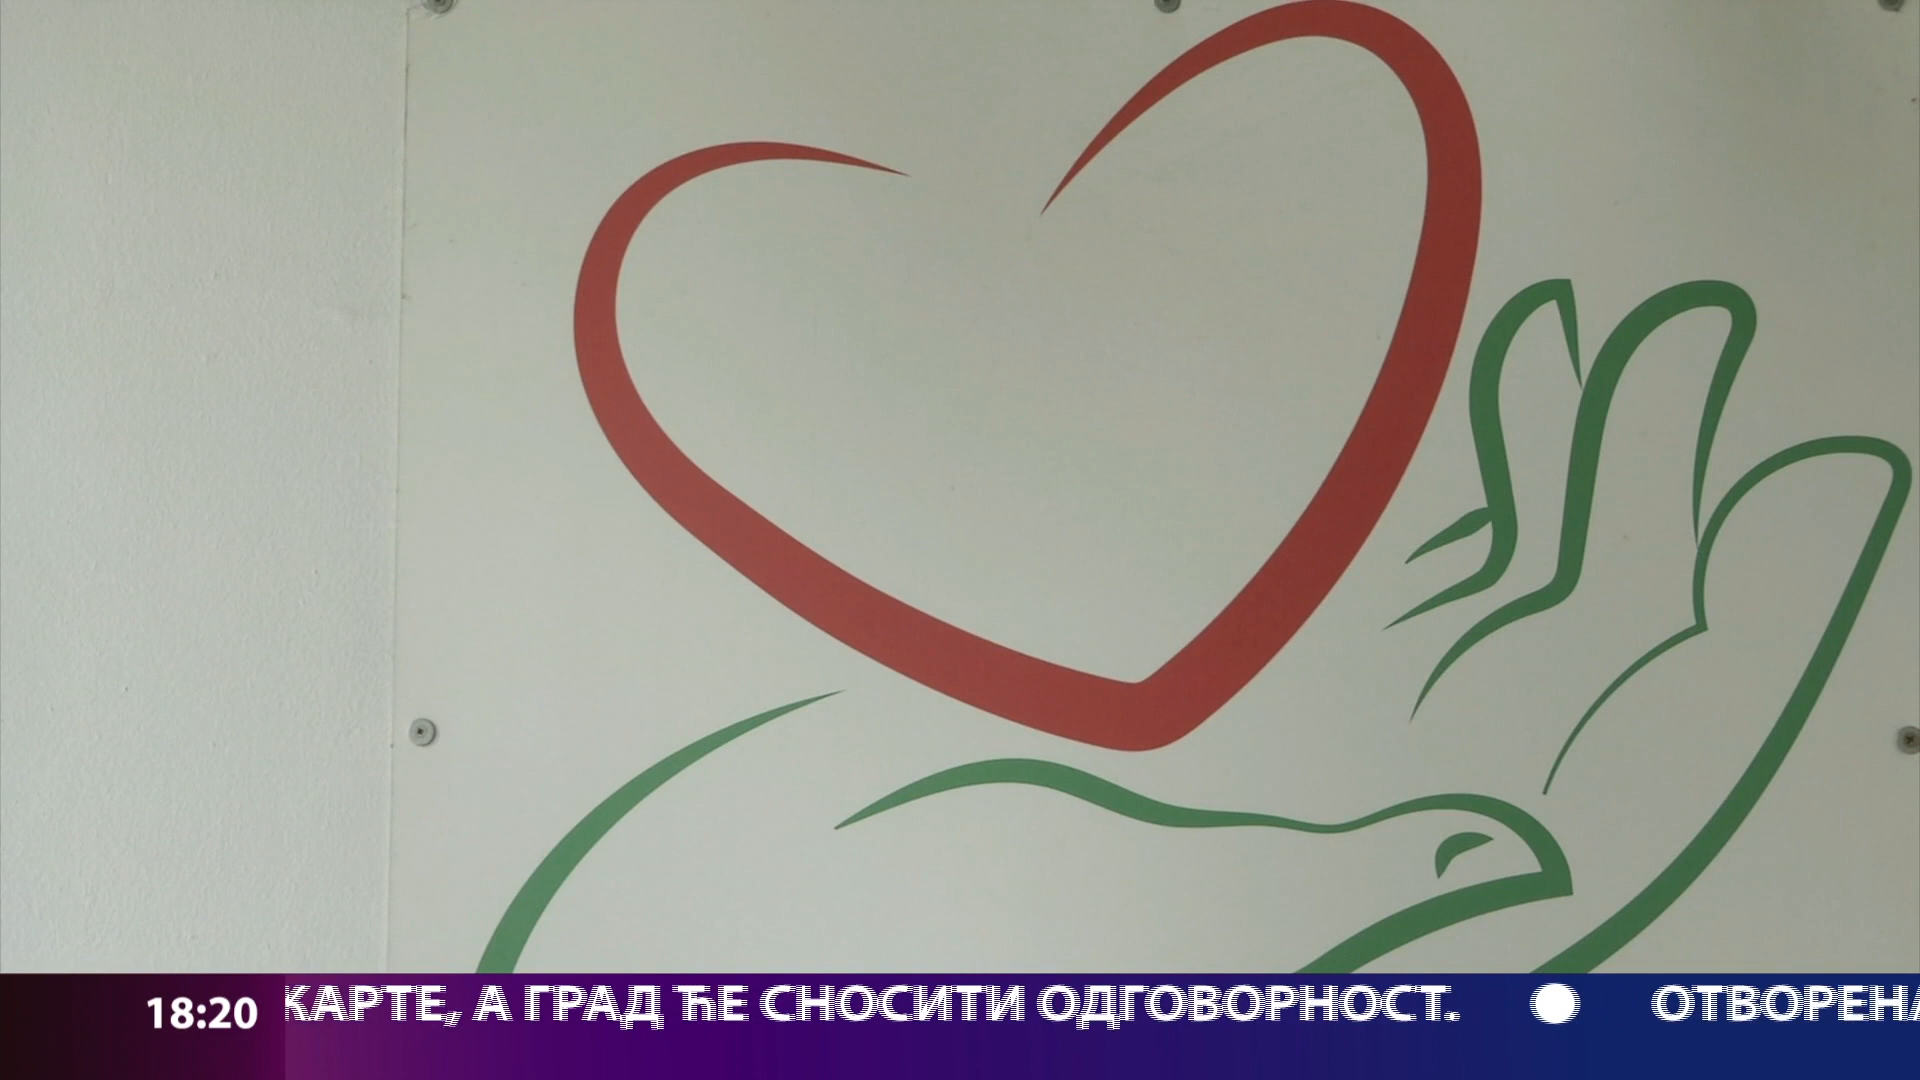 18:20 КАРТЕ, А ГРАД ЋЕ СНОСИТИ ОДГОВОРНОСТ. ОТВОРЕНА